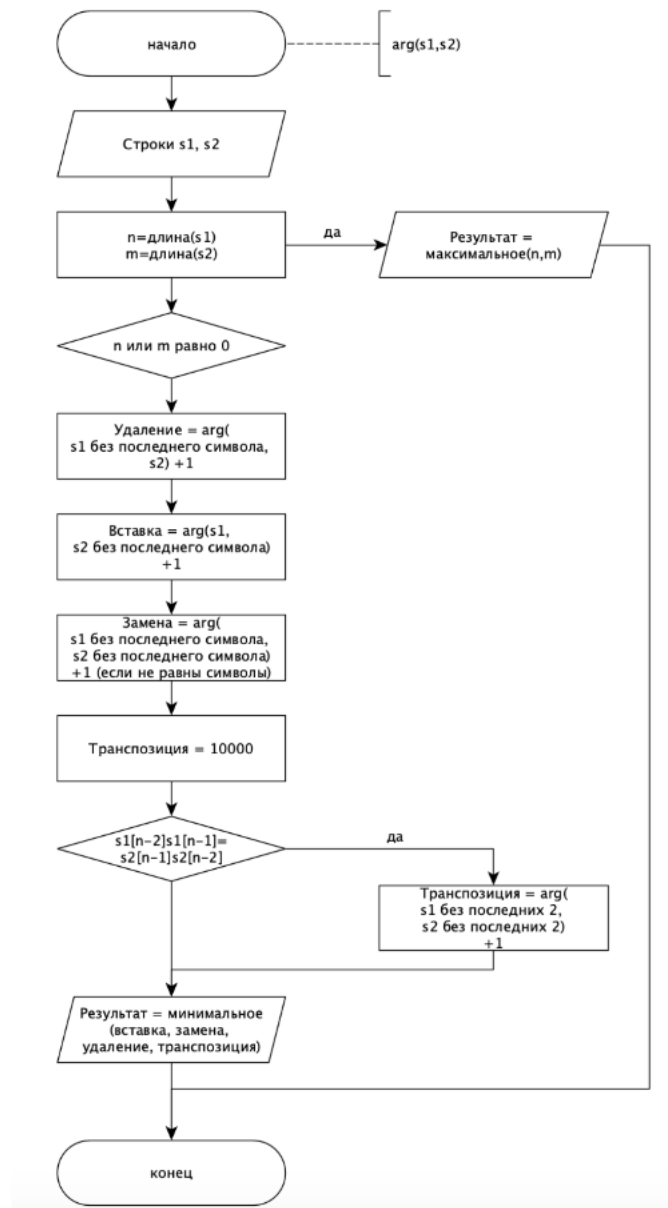 начало
arg(s1,s2)
Строки s1, s2
n=длина(s1)
m=длина(s2)
да
Результат =
максимальное(n,m)
n или m равно 0
Удаление = arg(
s1 без последнего символа,
s2) +1
Вставка = arg(s1,
s2 без последнего символа)
+1
Замена = arg(
s1 без последнего символа,
s2 без последнего символа)
+1 (если не равны символы)
Транспозиция = 10000
s1[n-2]s1[n-1]=
s2[n-1]s2[n-2]
да
Транспозиция = arg(
s1 без последних 2,
s2 без последних 2)
+1
Результат = минимальное
(вставка, замена,
удаление, транспозиция)
конец